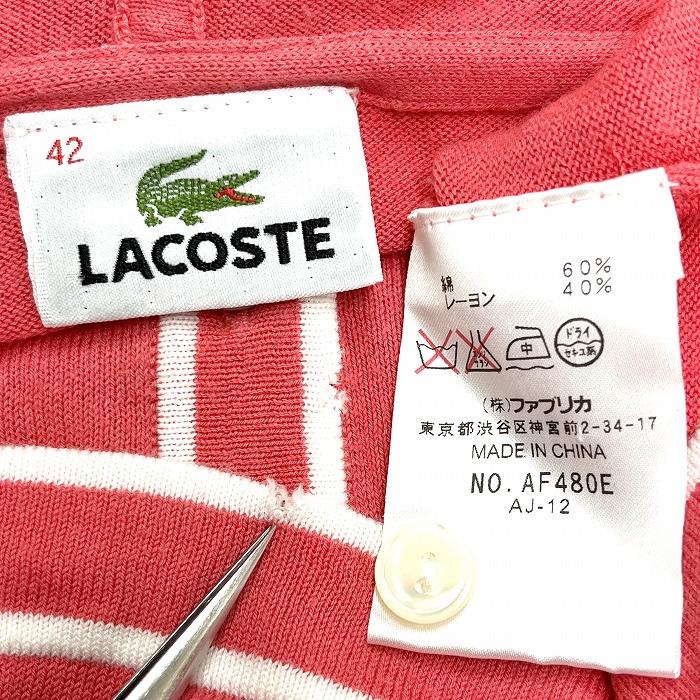 42
LACOSTE
綿 60%
レーヨン 40%
中
ドライ
セキユ系
(株)ファブリカ
東京都渋谷区神宮前2-34-17
MADE IN CHINA
NO. AF480E
AJ-12